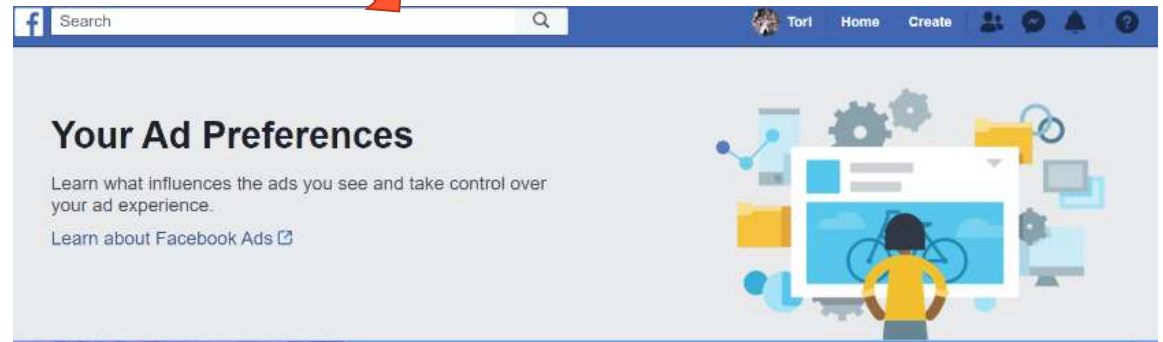 f Search Tori Home Create
Your Ad Preferences
Learn what influences the ads you see and take control over
your ad experience.
Learn about Facebook Ads